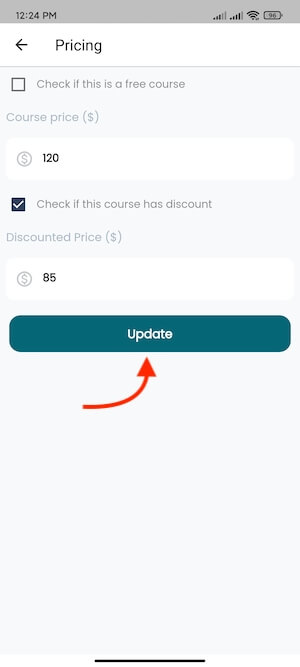 12:24 PM
96
Pricing
Check if this is a free course
Course price ($)
120
Check if this course has discount
Discounted Price ($)
85
Update